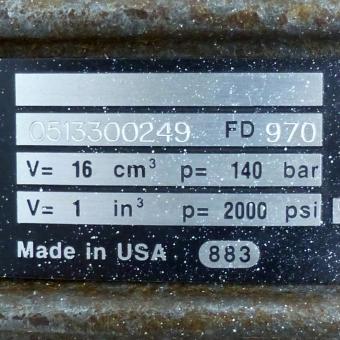 0513300249 FD 970
V= 16 cm³ p= 140 bar
V= 1 in³ p= 2000 psi
Made in USA 883